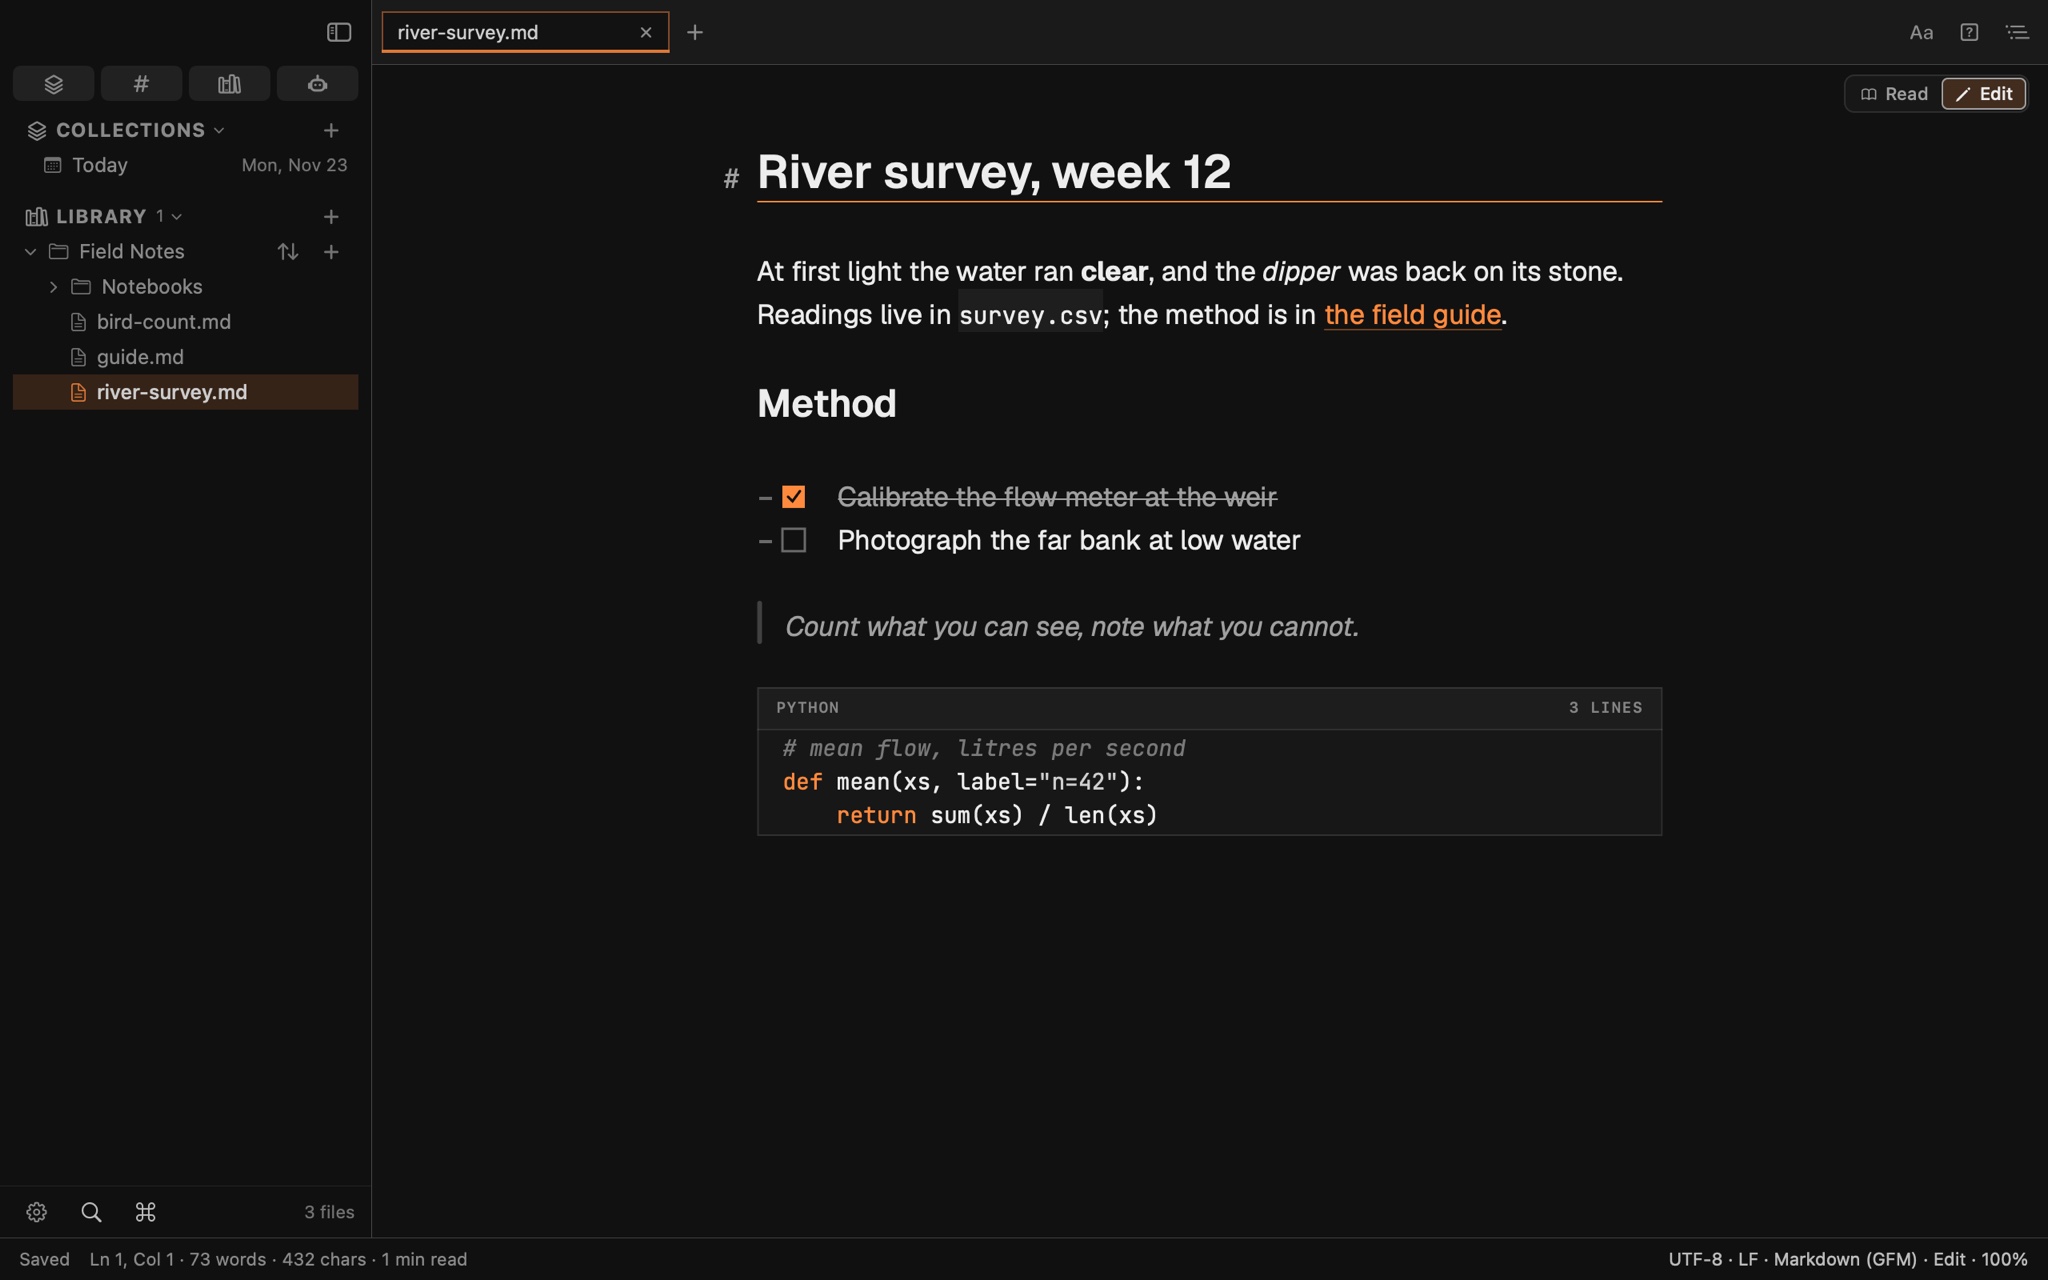 river-survey.md
Aa
Read
Edit
COLLECTIONS
Today Mon, Nov 23
LIBRARY 1
Field Notes
Notebooks
bird-count.md
guide.md
river-survey.md
3 files
# River survey, week 12
At first light the water ran clear, and the dipper was back on its stone.
Readings live in survey.csv; the method is in the field guide.
Method
– Calibrate the flow meter at the weir
– Photograph the far bank at low water
Count what you can see, note what you cannot.
PYTHON 3 LINES
# mean flow, litres per second
def mean(xs, label="n=42"):
    return sum(xs) / len(xs)
Saved Ln 1, Col 1 · 73 words · 432 chars · 1 min read
UTF-8 · LF · Markdown (GFM) · Edit · 100%